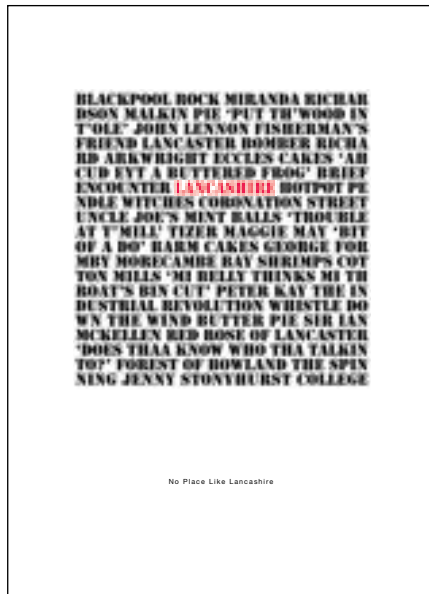 BLACKPOOL ROCK MIRANDA RICHAR
DSON MALKIN PIE 'PUT TH'WOOD IN
T'OLE' JOHN LENNON FISHERMAN'S
FRIEND LANCASTER BOMBER RICHA
RD ARKWRIGHT ECCLES CAKES 'AH
CUD EYT A BUTTERED FROG' BRIEF
ENCOUNTER LANCASHIRE HOTPOT PE
NDLE WITCHES CORONATION STREET
UNCLE JOE'S MINT BALLS 'TROUBLE
AT T'MILL' TIZER MAGGIE MAY 'BIT
OF A DO' BARM CAKES GEORGE FOR
MBY MORECAMBE BAY SHRIMPS COT
TON MILLS 'MI BELLY THINKS MI TH
ROAT'S BIN CUT' PETER KAY THE IN
DUSTRIAL REVOLUTION WHISTLE DO
WN THE WIND BUTTER PIE SIR IAN
MCKELLEN RED ROSE OF LANCASTER
'DOES THAA KNOW WHO THA TALKIN
TO?' FOREST OF BOWLAND THE SPIN
NING JENNY STONYHURST COLLEGE
No Place Like Lancashire